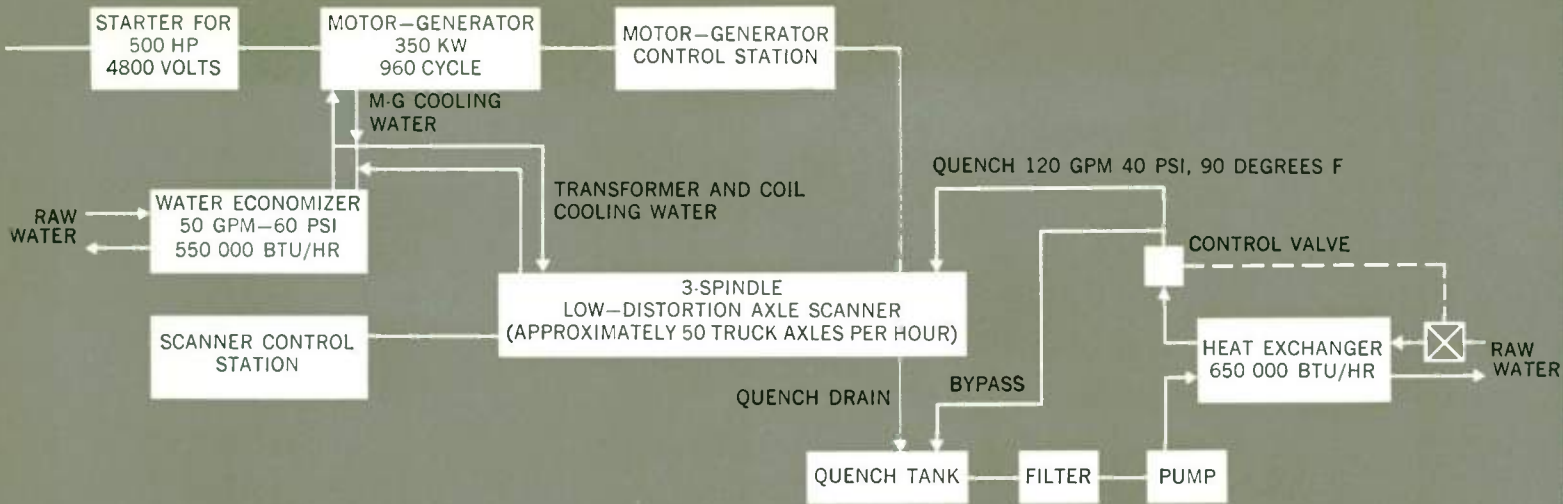 STARTER FOR
500 HP
4800 VOLTS
MOTOR—GENERATOR
350 KW
960 CYCLE
MOTOR—GENERATOR
CONTROL STATION
M-G COOLING
WATER
QUENCH 120 GPM 40 PSI, 90 DEGREES F
TRANSFORMER AND COIL
COOLING WATER
RAW
WATER
WATER ECONOMIZER
50 GPM—60 PSI
550 000 BTU/HR
CONTROL VALVE
3-SPINDLE
LOW—DISTORTION AXLE SCANNER
(APPROXIMATELY 50 TRUCK AXLES PER HOUR)
SCANNER CONTROL
STATION
HEAT EXCHANGER
650 000 BTU/HR
RAW
WATER
QUENCH DRAIN
BYPASS
QUENCH TANK
FILTER
PUMP